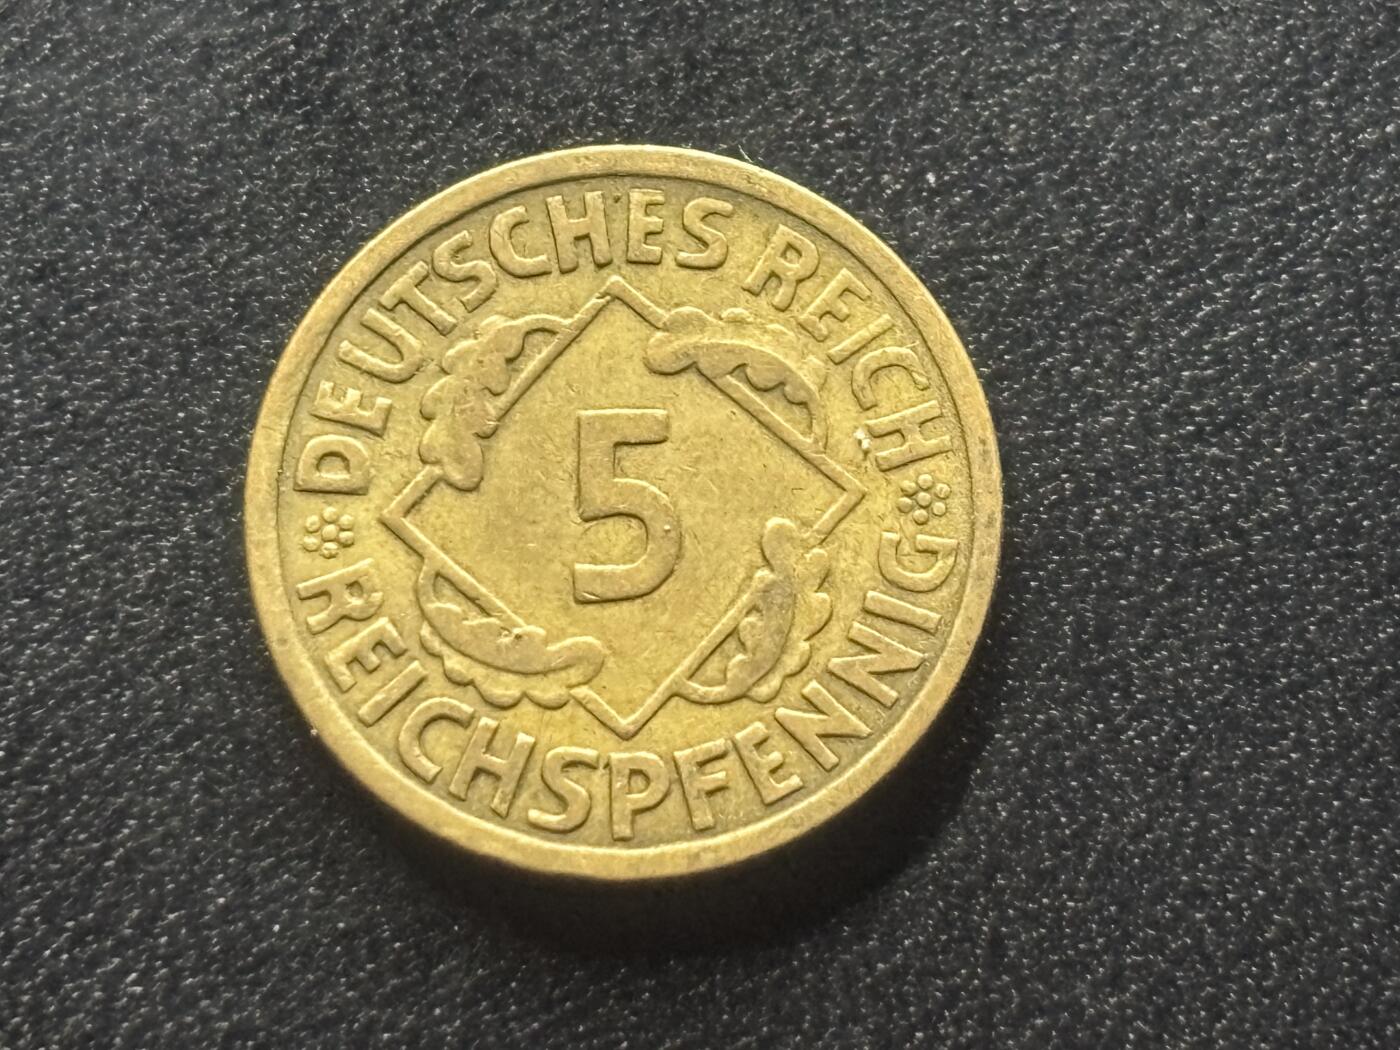 DEUTSCHES REICH
5
REICHSPFENNIG